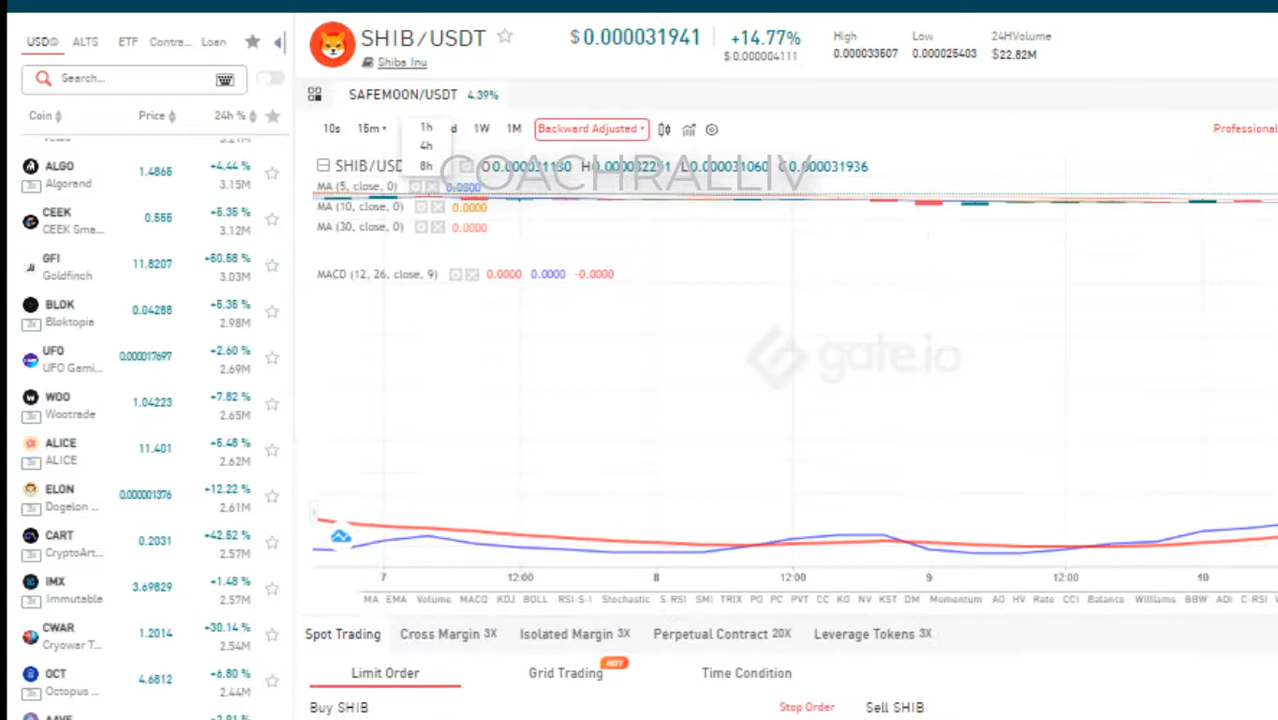 USD ALTS ETF Contra... Loan
Search...
Coin Price 24h %
ALGO 1.4865 +4.44 %
Algorand 3.15M
CEEK 0.555 +5.35 %
CEEK Sma... 3.12M
GFI 11.8207 +50.58 %
Goldfinch 3.03M
BLOK 0.04288 +5.35 %
3x Bloktopia 2.98M
UFO 0.000017697 +2.60 %
UFO Gami... 2.69M
WOO 1.04223 +7.82 %
3x Wootrade 2.65M
ALICE 11.401 +5.48 %
3x ALICE 2.62M
ELON 0.000001376 +12.22 %
3x Dogelon ... 2.61M
CART 0.2031 +42.52 %
3x CryptoArt... 2.57M
IMX 3.69829 +1.48 %
3x Immutable 2.57M
CWAR 1.2014 +30.14 %
Cryowar T... 2.54M
OCT 4.6812 +6.80 %
3x Octopus ... 2.44M
SHIB/USDT
Shiba Inu
$0.000031941 +14.77%
$ 0.000004111
High
0.000033507
Low
0.000025403
24HVolume
$22.82M
SAFEMOON/USDT 4.39%
10s 15m 1h d 1W 1M Backward Adjusted Professional
4h
8h
SHIB/USD
COACHRALLIV
MA (5, close, 0) 0.0000
MA (10, close, 0) 0.0000
MA (30, close, 0) 0.0000
MACD (12, 26, close, 9) 0.0000 0.0000 -0.0000
gate.io
7 12:00 8 12:00 9 12:00 10
MA EMA Volume MACD KDJ BOLL RSI-S-I Stochastic S-RSI SMI TRIX PO PC PVT CC KO NV KST DM Momentum AO HV Rate CCI Balance Williams BBW ADI C-RSI
Spot Trading Cross Margin 3X Isolated Margin 3X Perpetual Contract 20X Leverage Tokens 3X
Limit Order Grid Trading HOT Time Condition
Buy SHIB Stop Order Sell SHIB